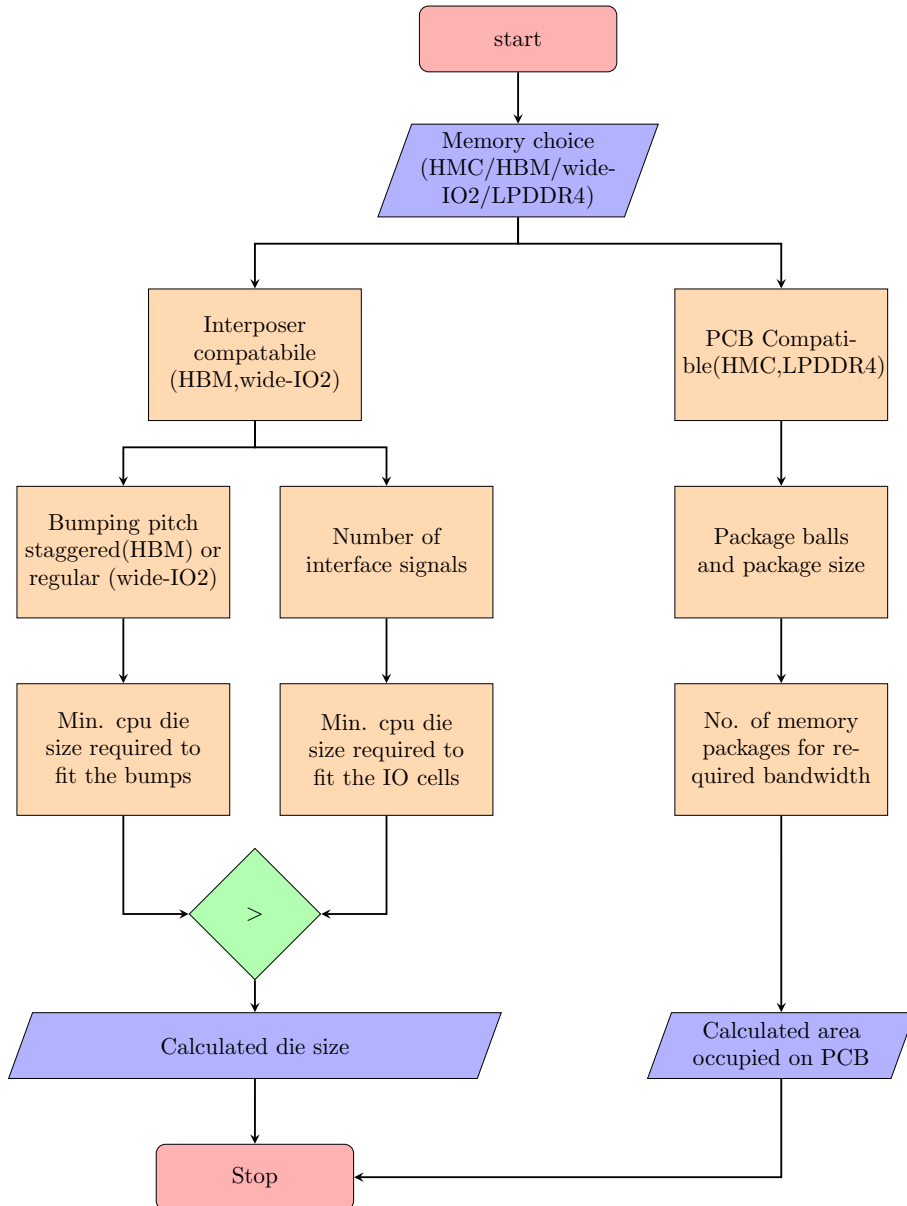 start
Memory choice
(HMC/HBM/wide-
IO2/LPDDR4)
Interposer
compatabile
(HBM,wide-IO2)
PCB Compati-
ble(HMC,LPDDR4)
Bumping pitch
staggered(HBM) or
regular (wide-IO2)
Number of
interface signals
Package balls
and package size
Min. cpu die
size required to
fit the bumps
Min. cpu die
size required to
fit the IO cells
No. of memory
packages for re-
quired bandwidth
>
Calculated die size
Calculated area
occupied on PCB
Stop